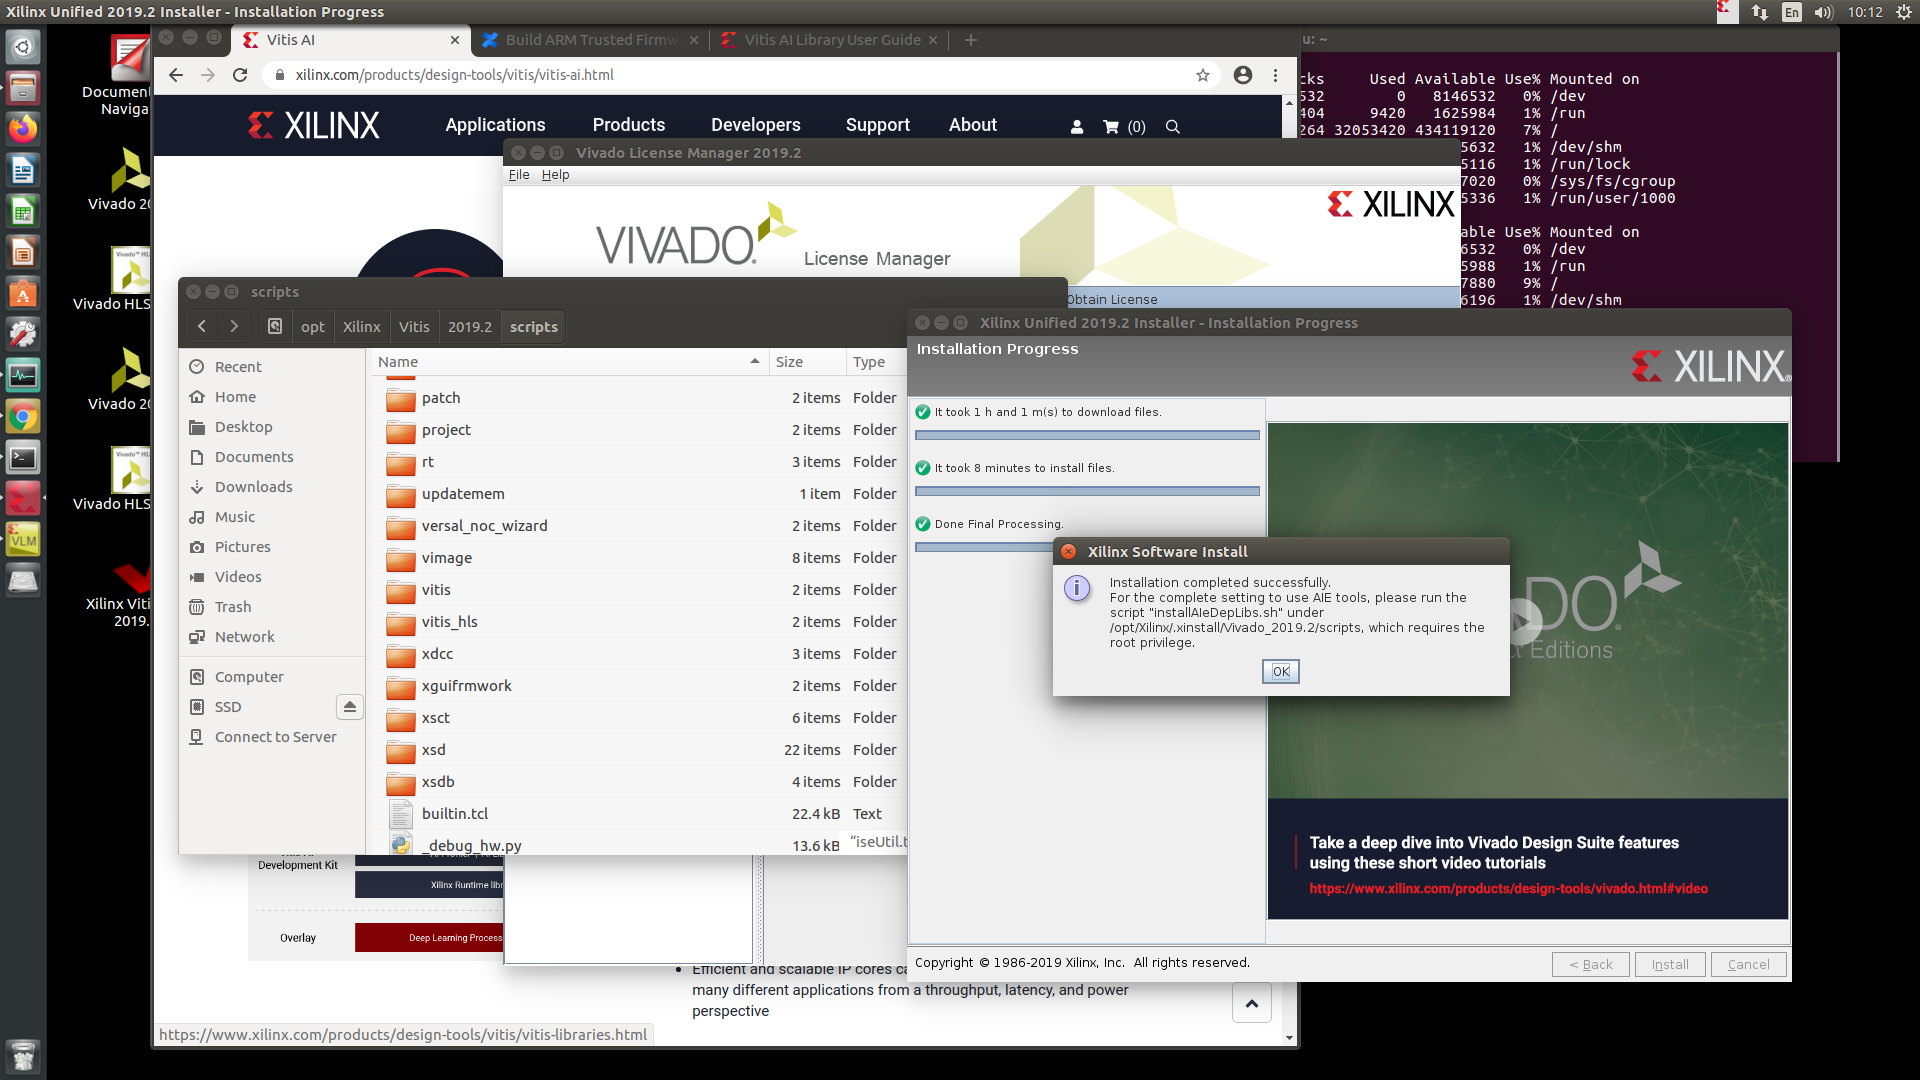 Xilinx Unified 2019.2 Installer - Installation Progress
En
10:12
Document
Naviga
Vivado 20
Vivado HLS
Vivado 20
Vivado HLS
Xilinx Viti
2019.
VLM
Vitis AI
Build ARM Trusted Firmw
Vitis AI Library User Guide
xilinx.com/products/design-tools/vitis/vitis-ai.html
XILINX
Applications
Products
Developers
Support
About
(0)
u: ~
cks Used Available Use% Mounted on
532 0 8146532 0% /dev
404 9420 1625984 1% /run
264 32053420 434119120 7% /
5632 1% /dev/shm
5116 1% /run/lock
7020 0% /sys/fs/cgroup
5336 1% /run/user/1000
able Use% Mounted on
6532 0% /dev
5988 1% /run
7880 9% /
6196 1% /dev/shm
Vivado License Manager 2019.2
File Help
VIVADO.
License Manager
XILINX
Obtain License
scripts
opt
Xilinx
Vitis
2019.2
scripts
Recent
Home
Desktop
Documents
Downloads
Music
Pictures
Videos
Trash
Network
Computer
SSD
Connect to Server
Name Size Type
patch 2 items Folder
project 2 items Folder
rt 3 items Folder
updatemem 1 item Folder
versal_noc_wizard 2 items Folder
vimage 8 items Folder
vitis 2 items Folder
vitis_hls 2 items Folder
xdcc 3 items Folder
xguifrmwork 2 items Folder
xsct 6 items Folder
xsd 22 items Folder
xsdb 4 items Folder
builtin.tcl 22.4 kB Text
_debug_hw.py 13.6 kB
“iseUtil.t
Xilinx Unified 2019.2 Installer - Installation Progress
Installation Progress
XILINX®
It took 1 h and 1 m(s) to download files.
It took 8 minutes to install files.
Done Final Processing.
Xilinx Software Install
Installation completed successfully.
For the complete setting to use AIE tools, please run the
script "installAIeDepLibs.sh" under
/opt/Xilinx/.xinstall/Vivado_2019.2/scripts, which requires the
root privilege.
OK
DO.
Editions
Take a deep dive into Vivado Design Suite features
using these short video tutorials
https://www.xilinx.com/products/design-tools/vivado.html#video
Copyright © 1986-2019 Xilinx, Inc. All rights reserved.
< Back
Install
Cancel
Development Kit
Xilinx Runtime libr
Overlay
Deep Learning Process
Efficient and scalable IP cores ca
many different applications from a throughput, latency, and power
perspective
https://www.xilinx.com/products/design-tools/vitis/vitis-libraries.html